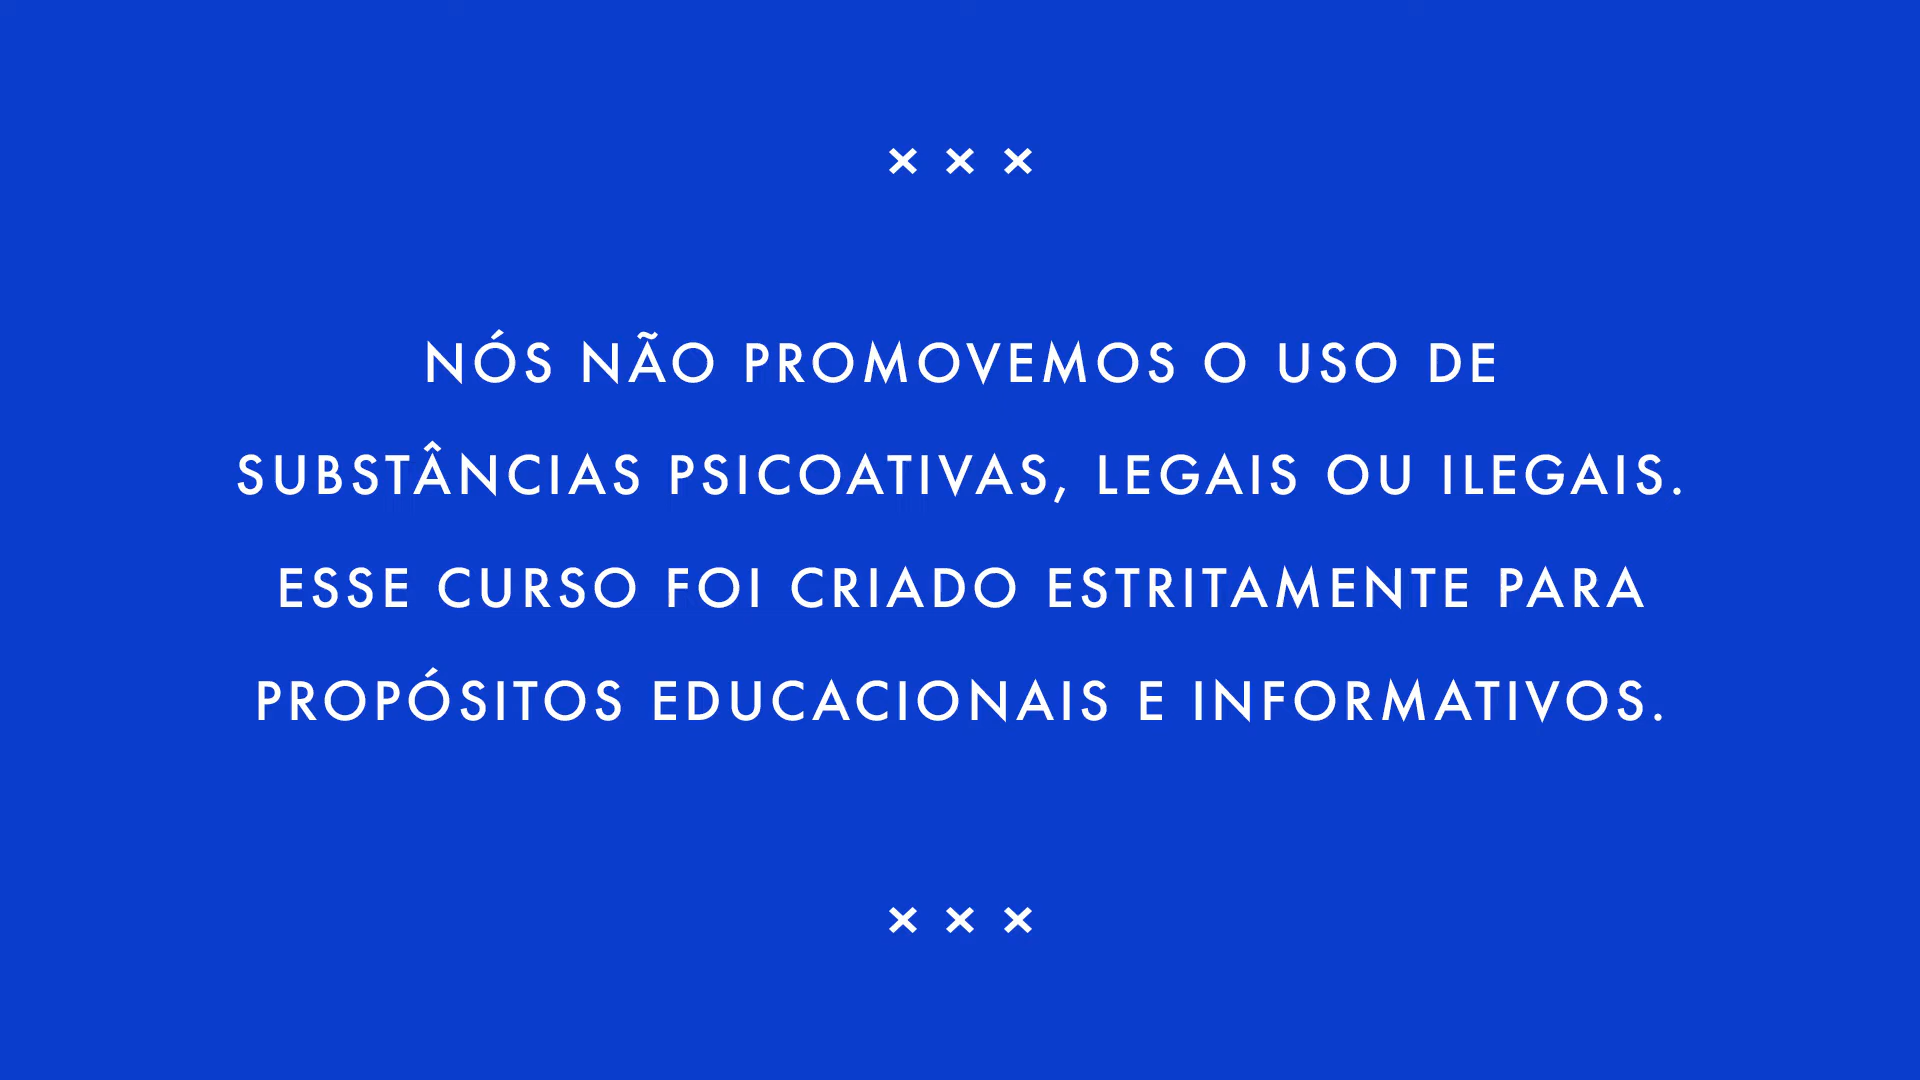 × × ×
NÓS NÃO PROMOVEMOS O USO DE
SUBSTÂNCIAS PSICOATIVAS, LEGAIS OU ILEGAIS.
ESSE CURSO FOI CRIADO ESTRITAMENTE PARA
PROPÓSITOS EDUCACIONAIS E INFORMATIVOS.
× × ×